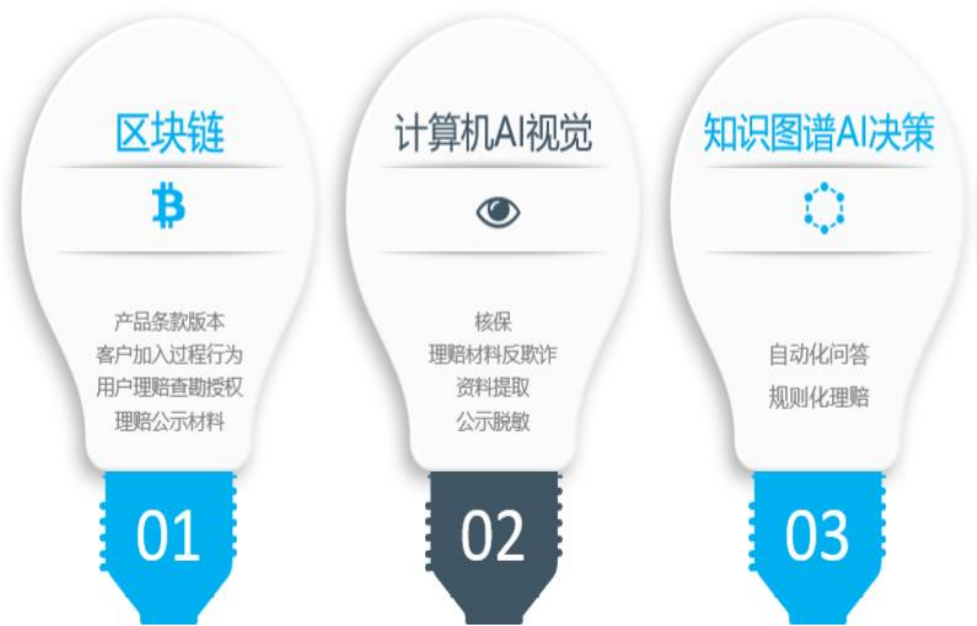 区块链
产品条款版本
客户加入过程行为
用户理赔查勘授权
理赔公示材料
01
计算机AI视觉
核保
理赔材料反欺诈
资料提取
公示脱敏
02
知识图谱AI决策
自动化问答
规则化理赔
03